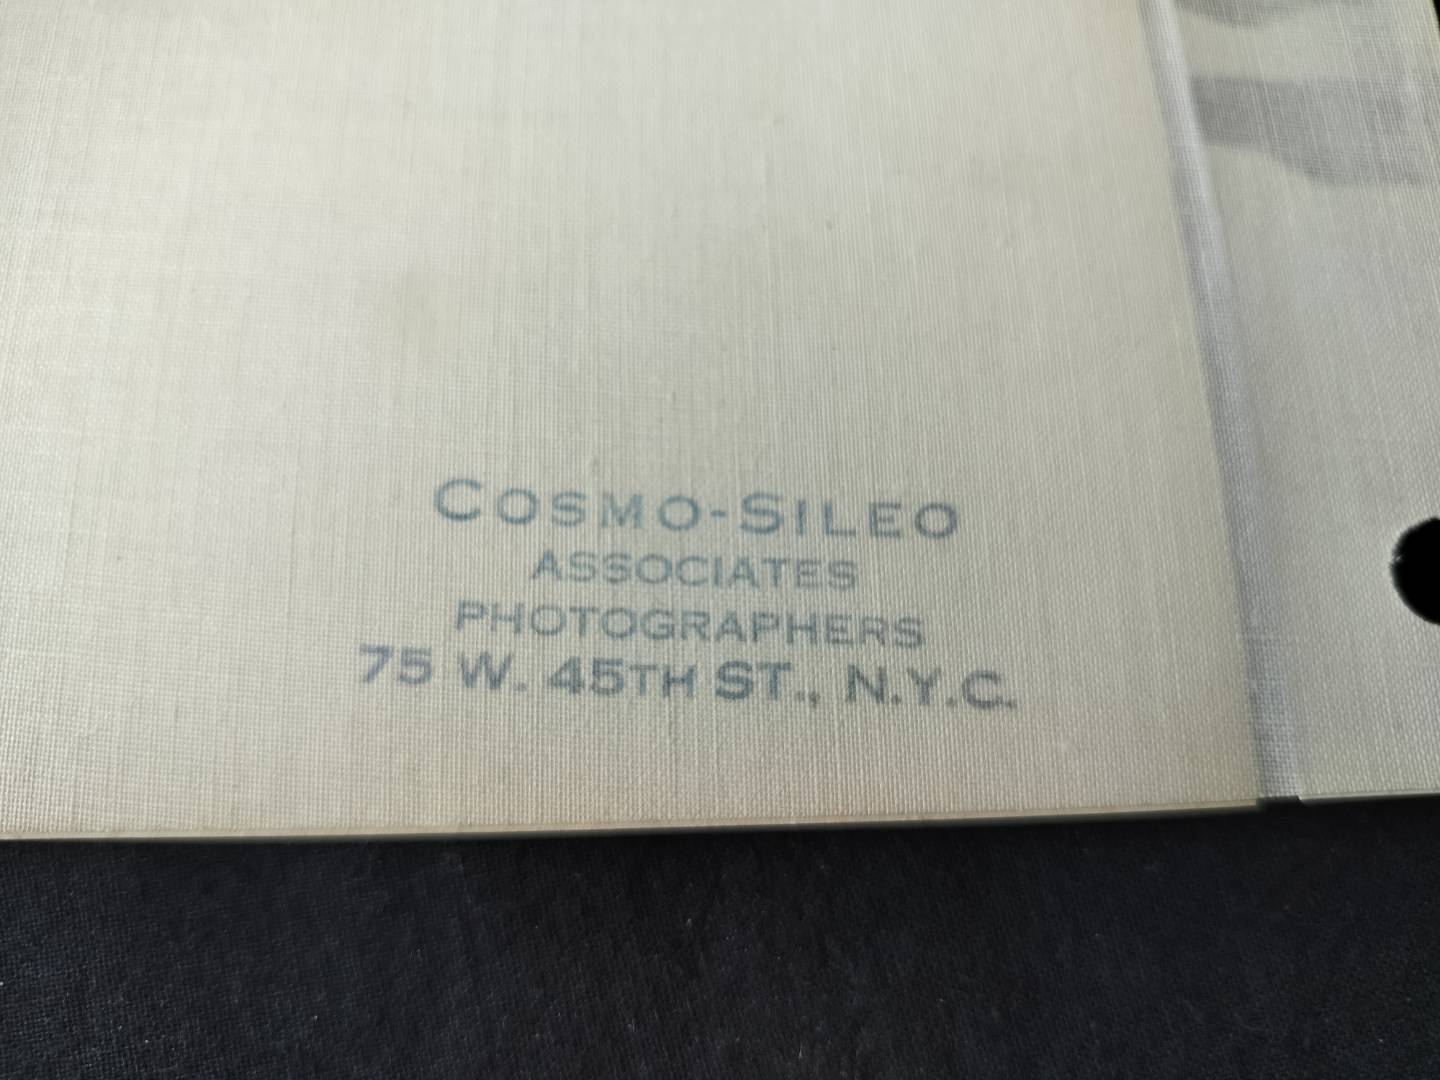 COSMO-SILEO
ASSOCIATES
PHOTOGRAPHERS
75 W. 45TH ST., N.Y.C.